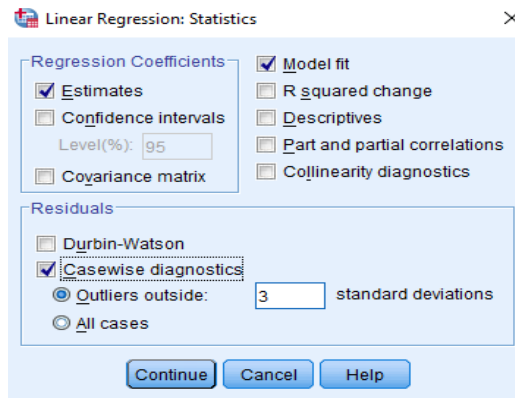 Linear Regression: Statistics
Regression Coefficients
Estimates
Confidence intervals
Level(%): 95
Covariance matrix
Model fit
R squared change
Descriptives
Part and partial correlations
Collinearity diagnostics
Residuals
Durbin-Watson
Casewise diagnostics
Outliers outside: 3 standard deviations
All cases
Continue Cancel Help